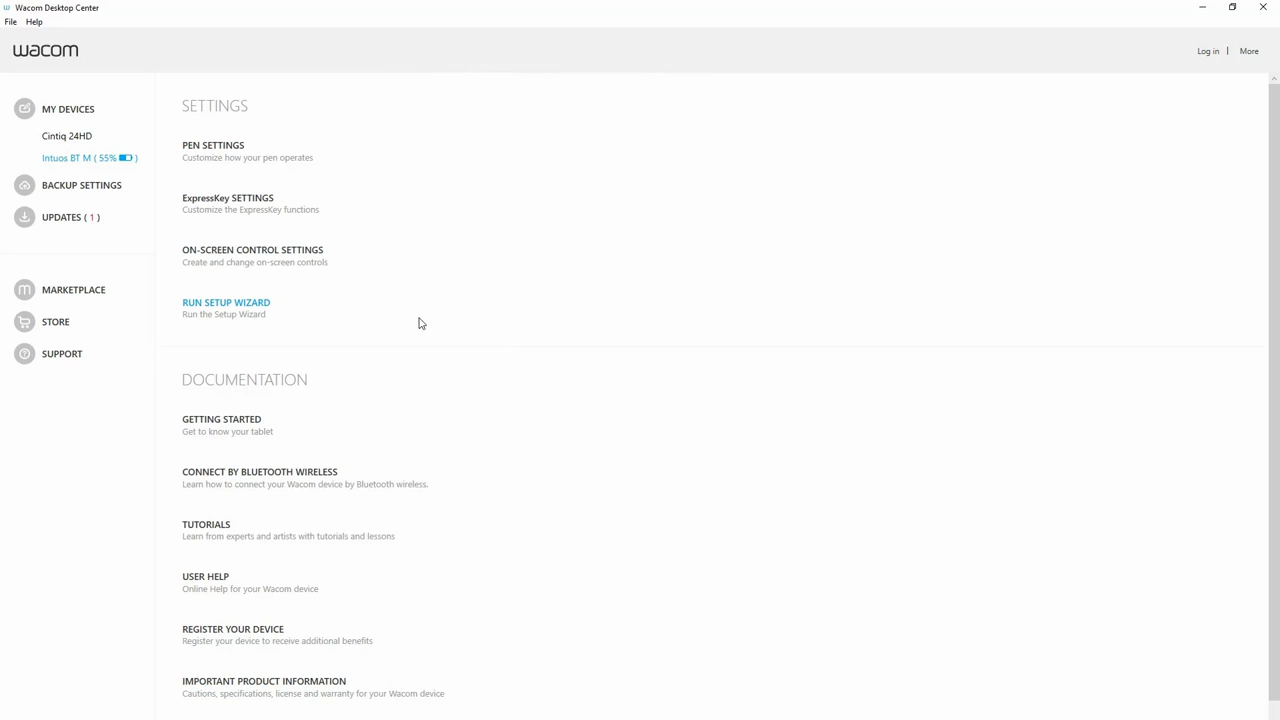 Wacom Desktop Center
File Help
wacom
Log in | More
MY DEVICES
Cintiq 24HD
Intuos BT M ( 55% )
BACKUP SETTINGS
UPDATES ( 1 )
MARKETPLACE
STORE
SUPPORT
SETTINGS
PEN SETTINGS
Customize how your pen operates
ExpressKey SETTINGS
Customize the ExpressKey functions
ON-SCREEN CONTROL SETTINGS
Create and change on-screen controls
RUN SETUP WIZARD
Run the Setup Wizard
DOCUMENTATION
GETTING STARTED
Get to know your tablet
CONNECT BY BLUETOOTH WIRELESS
Learn how to connect your Wacom device by Bluetooth wireless.
TUTORIALS
Learn from experts and artists with tutorials and lessons
USER HELP
Online Help for your Wacom device
REGISTER YOUR DEVICE
Register your device to receive additional benefits
IMPORTANT PRODUCT INFORMATION
Cautions, specifications, license and warranty for your Wacom device